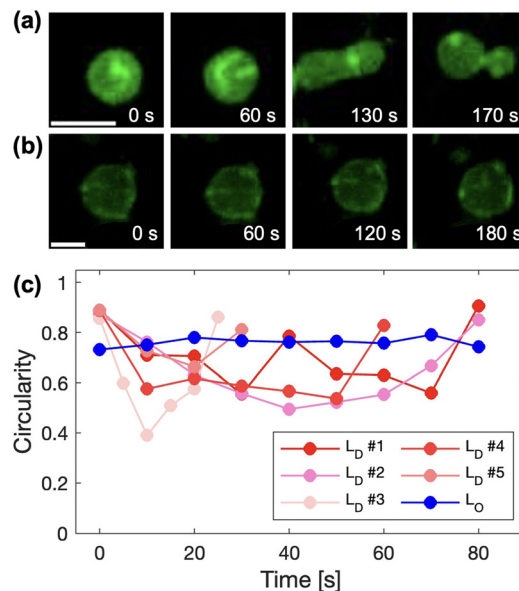 (a)
0 s
60 s
130 s
170 s
(b)
0 s
60 s
120 s
180 s
(c)
1
0.8
0.6
0.4
0.2
0
Circularity
L_D #1
L_D #4
L_D #2
L_D #5
L_D #3
L_O
0
20
40
60
80
Time [s]